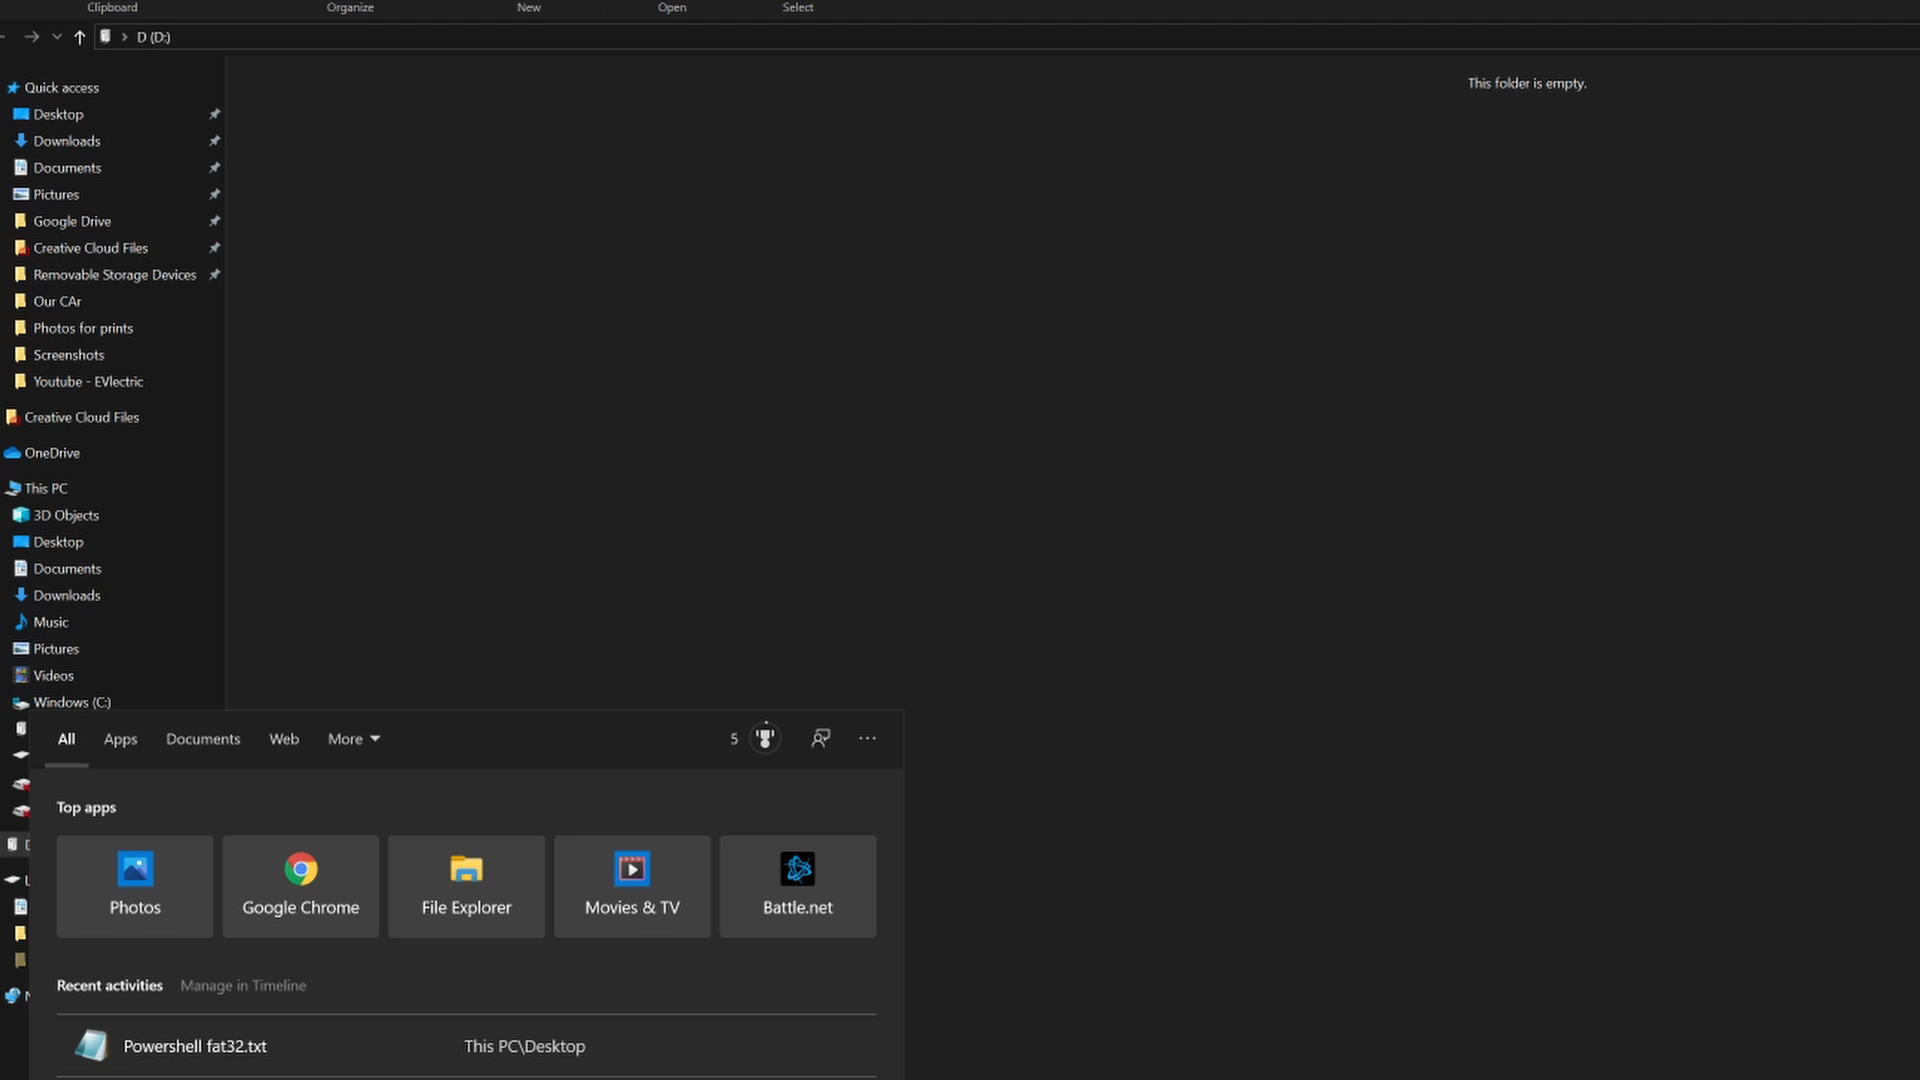 Clipboard
Organize
New
Open
Select
D (D:)
This folder is empty.
Quick access
Desktop
Downloads
Documents
Pictures
Google Drive
Creative Cloud Files
Removable Storage Devices
Our CAr
Photos for prints
Screenshots
Youtube - EVlectric
Creative Cloud Files
OneDrive
This PC
3D Objects
Desktop
Documents
Downloads
Music
Pictures
Videos
Windows (C:)
All
Apps
Documents
Web
More
5
Top apps
Photos
Google Chrome
File Explorer
Movies & TV
Battle.net
Recent activities
Manage in Timeline
Powershell fat32.txt
This PC\Desktop